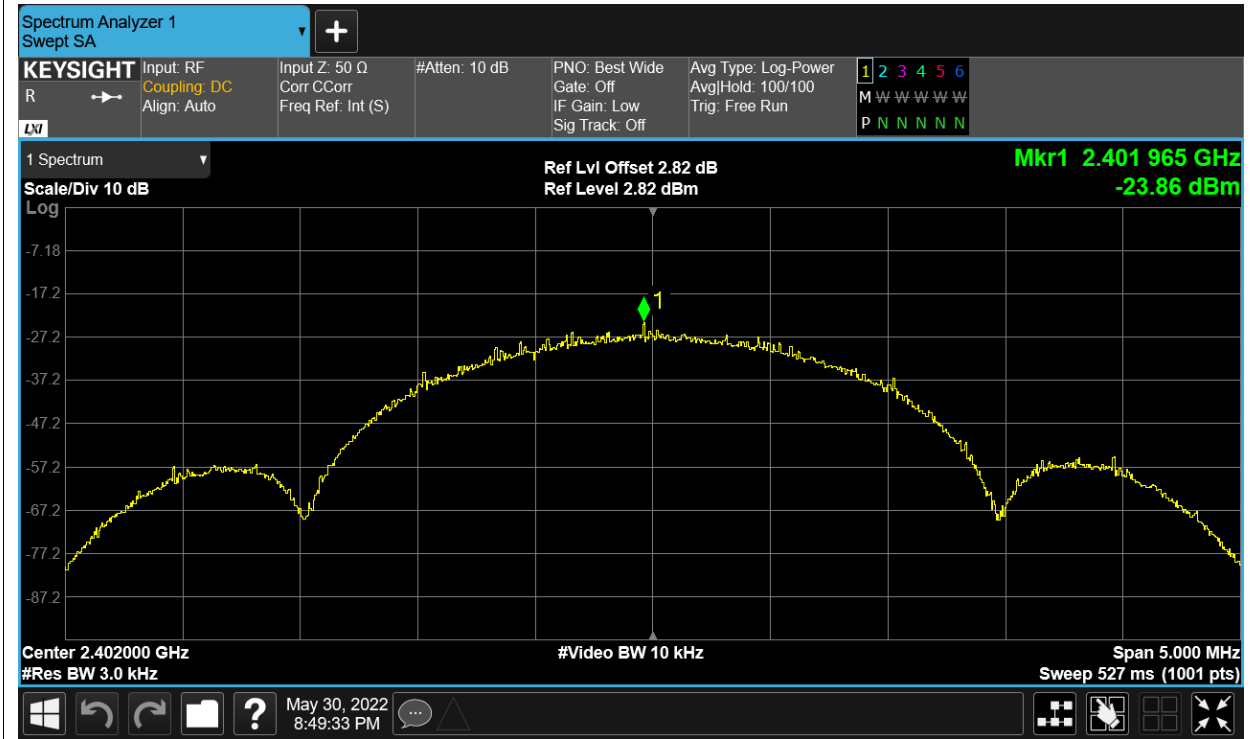 Spectrum Analyzer 1
Swept SA
+
KEYSIGHT
R
LXI
Input: RF
Coupling: DC
Align: Auto
Input Z: 50 Ω
Corr CCorr
Freq Ref: Int (S)
#Atten: 10 dB
PNO: Best Wide
Gate: Off
IF Gain: Low
Sig Track: Off
Avg Type: Log-Power
Avg|Hold: 100/100
Trig: Free Run
1 2 3 4 5 6
M W W W W W W
P N N N N N N
1 Spectrum
Scale/Div 10 dB
Log
Ref Lvl Offset 2.82 dB
Ref Level 2.82 dBm
Mkr1 2.401 965 GHz
-23.86 dBm
1
-7.18
-17.2
-27.2
-37.2
-47.2
-57.2
-67.2
-77.2
-87.2
Center 2.402000 GHz
#Res BW 3.0 kHz
#Video BW 10 kHz
Span 5.000 MHz
Sweep 527 ms (1001 pts)
?
May 30, 2022
8:49:33 PM